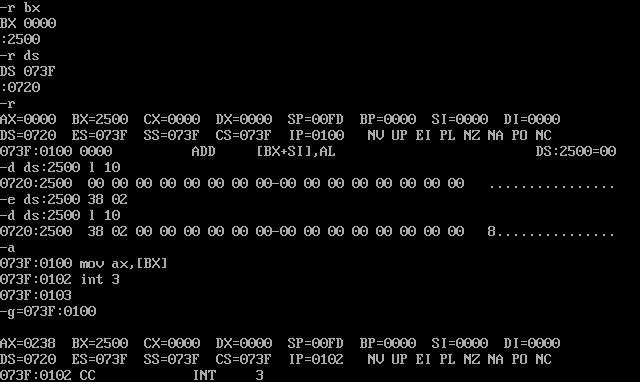 -r bx
BX 0000
:2500
-r ds
DS 073F
:0720
-r
AX=0000  BX=2500  CX=0000  DX=0000  SP=00FD  BP=0000  SI=0000  DI=0000
DS=0720  ES=073F  SS=073F  CS=073F  IP=0100   NV UP EI PL NZ NA PO NC
073F:0100 0000          ADD     [BX+SI],AL                         DS:2500=00
-d ds:2500 l 10
0720:2500  00 00 00 00 00 00 00 00-00 00 00 00 00 00 00 00   ................
-e ds:2500 38 02
-d ds:2500 l 10
0720:2500  38 02 00 00 00 00 00 00-00 00 00 00 00 00 00 00   8...............
-a
073F:0100 mov ax,[BX]
073F:0102 int 3
073F:0103
-g=073F:0100
AX=0238  BX=2500  CX=0000  DX=0000  SP=00FD  BP=0000  SI=0000  DI=0000
DS=0720  ES=073F  SS=073F  CS=073F  IP=0102   NV UP EI PL NZ NA PO NC
073F:0102 CC            INT     3